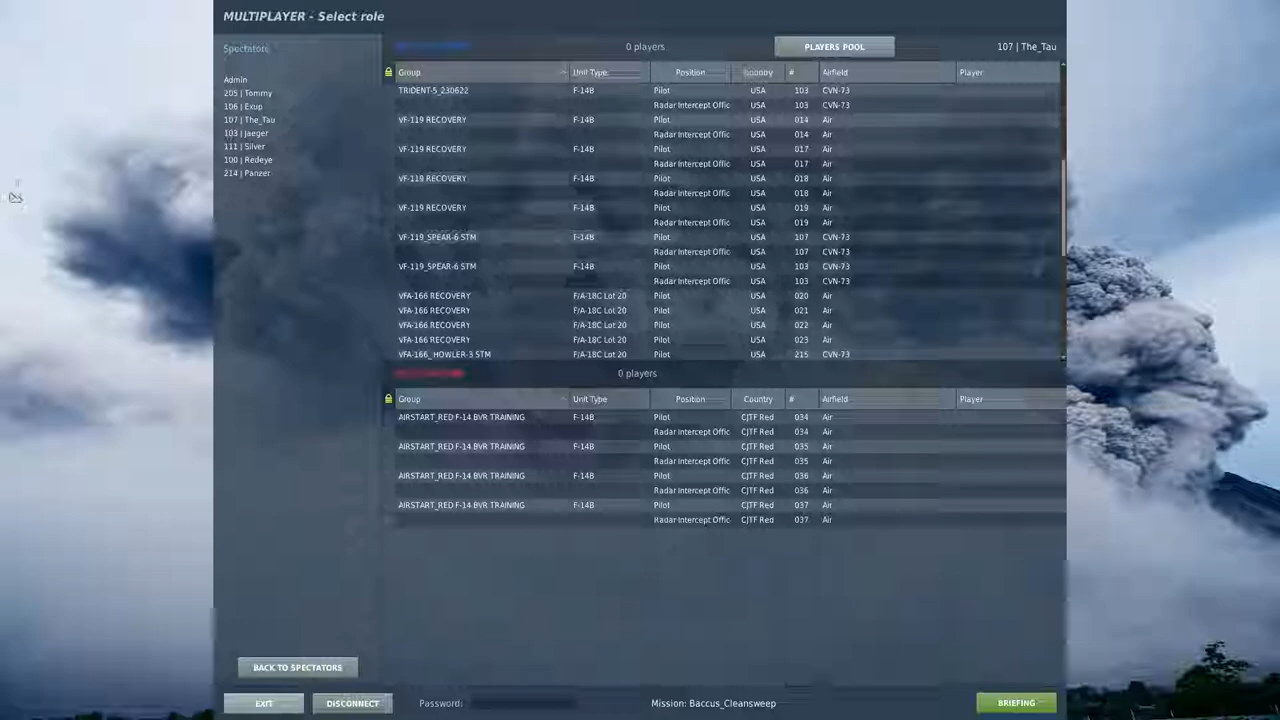 MULTIPLAYER - Select role
0 players
PLAYERS POOL
107 | The_Tau
Spectators
Admin
205 | Tommy
106 | Exup
107 | The_Tau
103 | Jaeger
111 | Silver
100 | Redeye
214 | Panzer
Group Unit Type Position Country # Airfield Player
TRIDENT-5_230622 F-14B Pilot USA 103 CVN-73
Radar Intercept Offic USA 103 CVN-73
VF-119 RECOVERY F-14B Pilot USA 014 Air
Radar Intercept Offic USA 014 Air
VF-119 RECOVERY F-14B Pilot USA 017 Air
Radar Intercept Offic USA 017 Air
VF-119 RECOVERY F-14B Pilot USA 018 Air
Radar Intercept Offic USA 018 Air
VF-119 RECOVERY F-14B Pilot USA 019 Air
Radar Intercept Offic USA 019 Air
VF-119_SPEAR-6 STM F-14B Pilot USA 107 CVN-73
Radar Intercept Offic USA 107 CVN-73
VF-119_SPEAR-6 STM F-14B Pilot USA 103 CVN-73
Radar Intercept Offic USA 103 CVN-73
VFA-166 RECOVERY F/A-18C Lot 20 Pilot USA 020 Air
VFA-166 RECOVERY F/A-18C Lot 20 Pilot USA 021 Air
VFA-166 RECOVERY F/A-18C Lot 20 Pilot USA 022 Air
VFA-166 RECOVERY F/A-18C Lot 20 Pilot USA 023 Air
VFA-166_HOWLER-3 STM F/A-18C Lot 20 Pilot USA 215 CVN-73
0 players
Group Unit Type Position Country # Airfield Player
AIRSTART_RED F-14 BVR TRAINING F-14B Pilot CJTF Red 034 Air
Radar Intercept Offic CJTF Red 034 Air
AIRSTART_RED F-14 BVR TRAINING F-14B Pilot CJTF Red 035 Air
Radar Intercept Offic CJTF Red 035 Air
AIRSTART_RED F-14 BVR TRAINING F-14B Pilot CJTF Red 036 Air
Radar Intercept Offic CJTF Red 036 Air
AIRSTART_RED F-14 BVR TRAINING F-14B Pilot CJTF Red 037 Air
Radar Intercept Offic CJTF Red 037 Air
BACK TO SPECTATORS
EXIT
DISCONNECT
Password:
Mission: Baccus_Cleansweep
BRIEFING